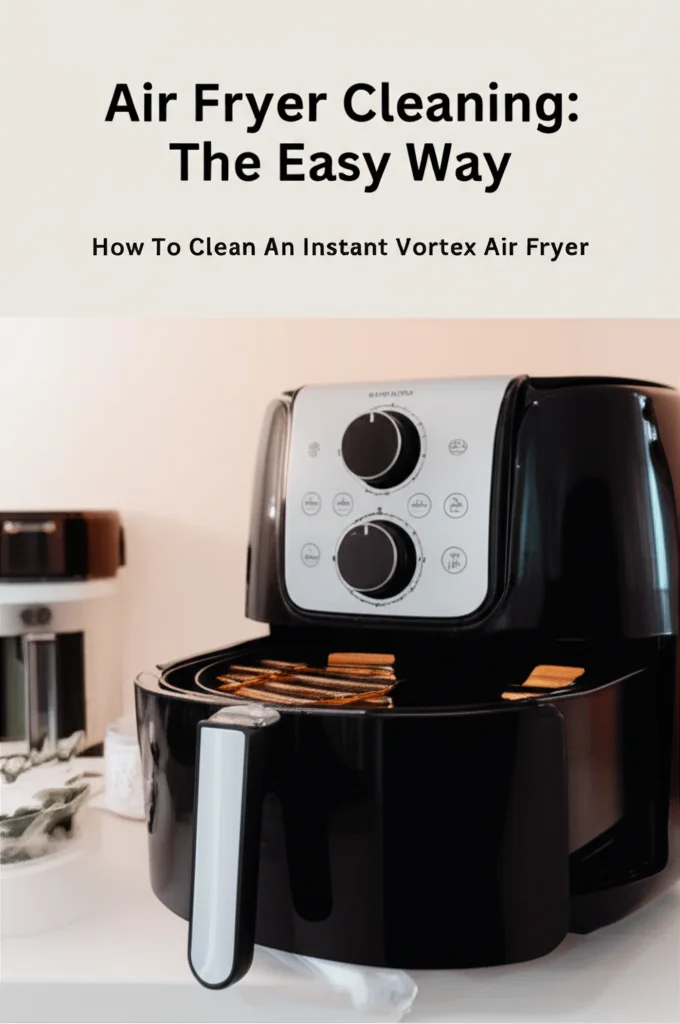 Air Fryer Cleaning:
The Easy Way
How To Clean An Instant Vortex Air Fryer